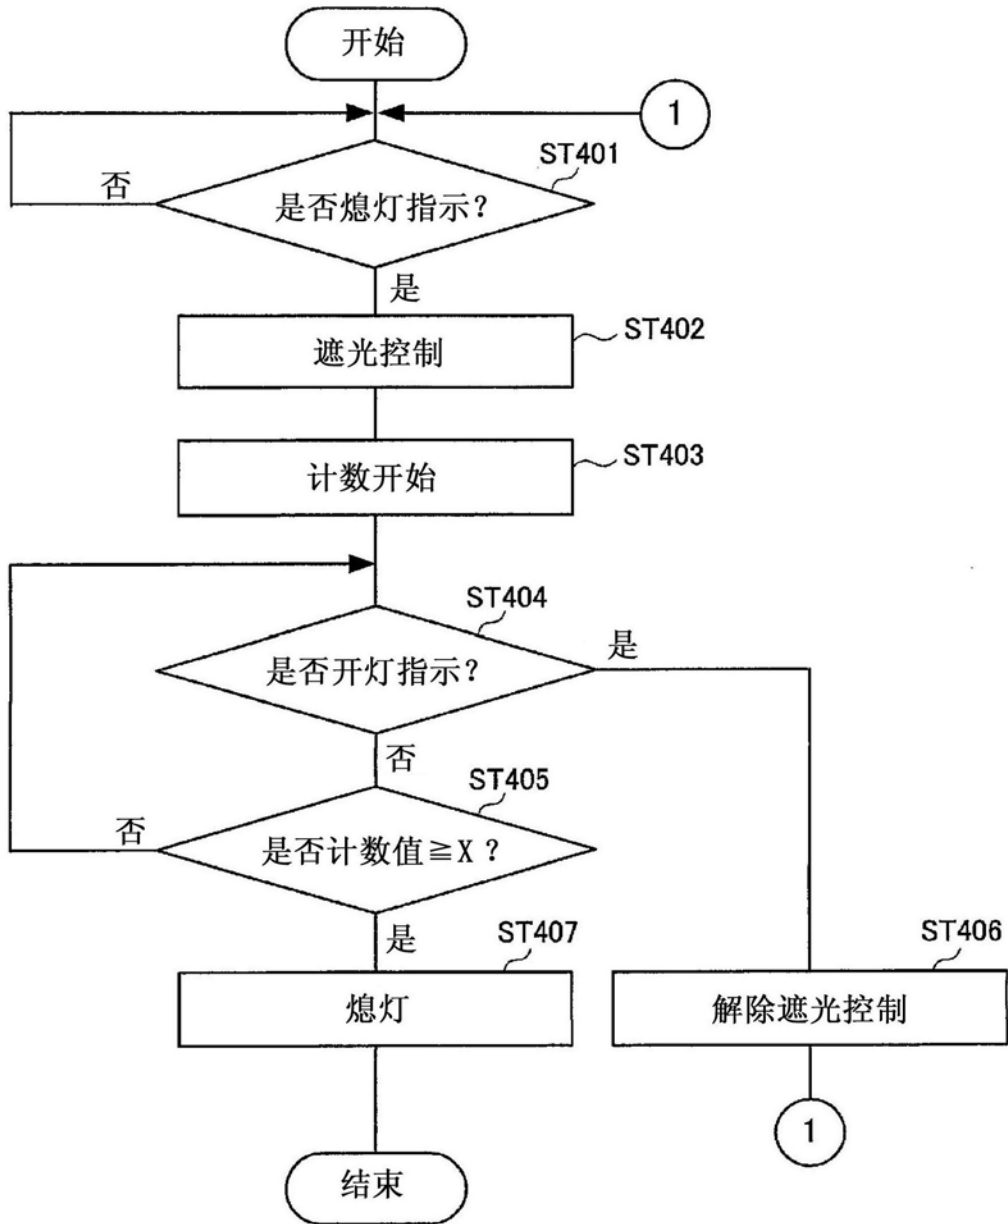 开始
1
ST401
否
是否熄灯指示?
是
遮光控制
ST402
计数开始
ST403
ST404
是否开灯指示?
是
否
ST405
否
是否计数值≧X?
是
ST407
ST406
熄灯
解除遮光控制
1
结束